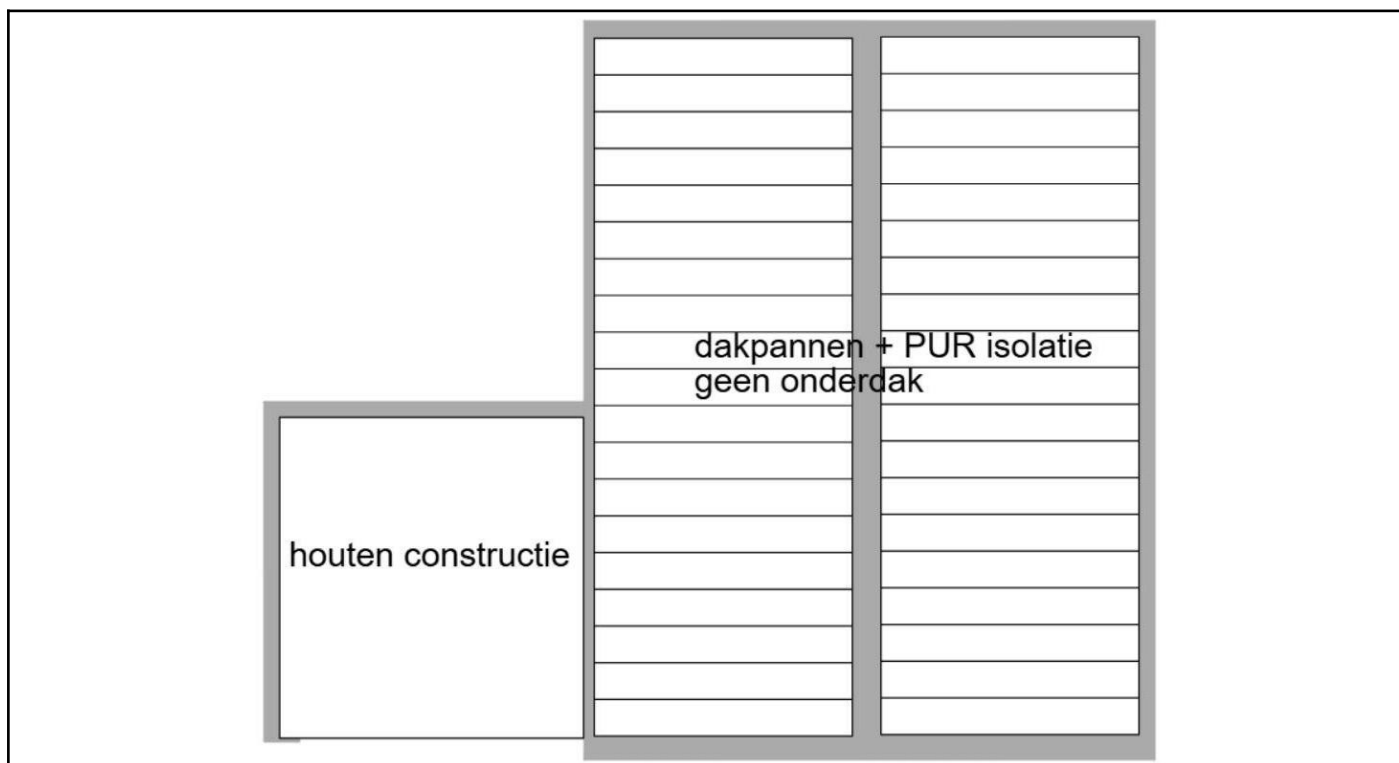 dakpannen + PUR isolatie
geen onderdak
houten constructie